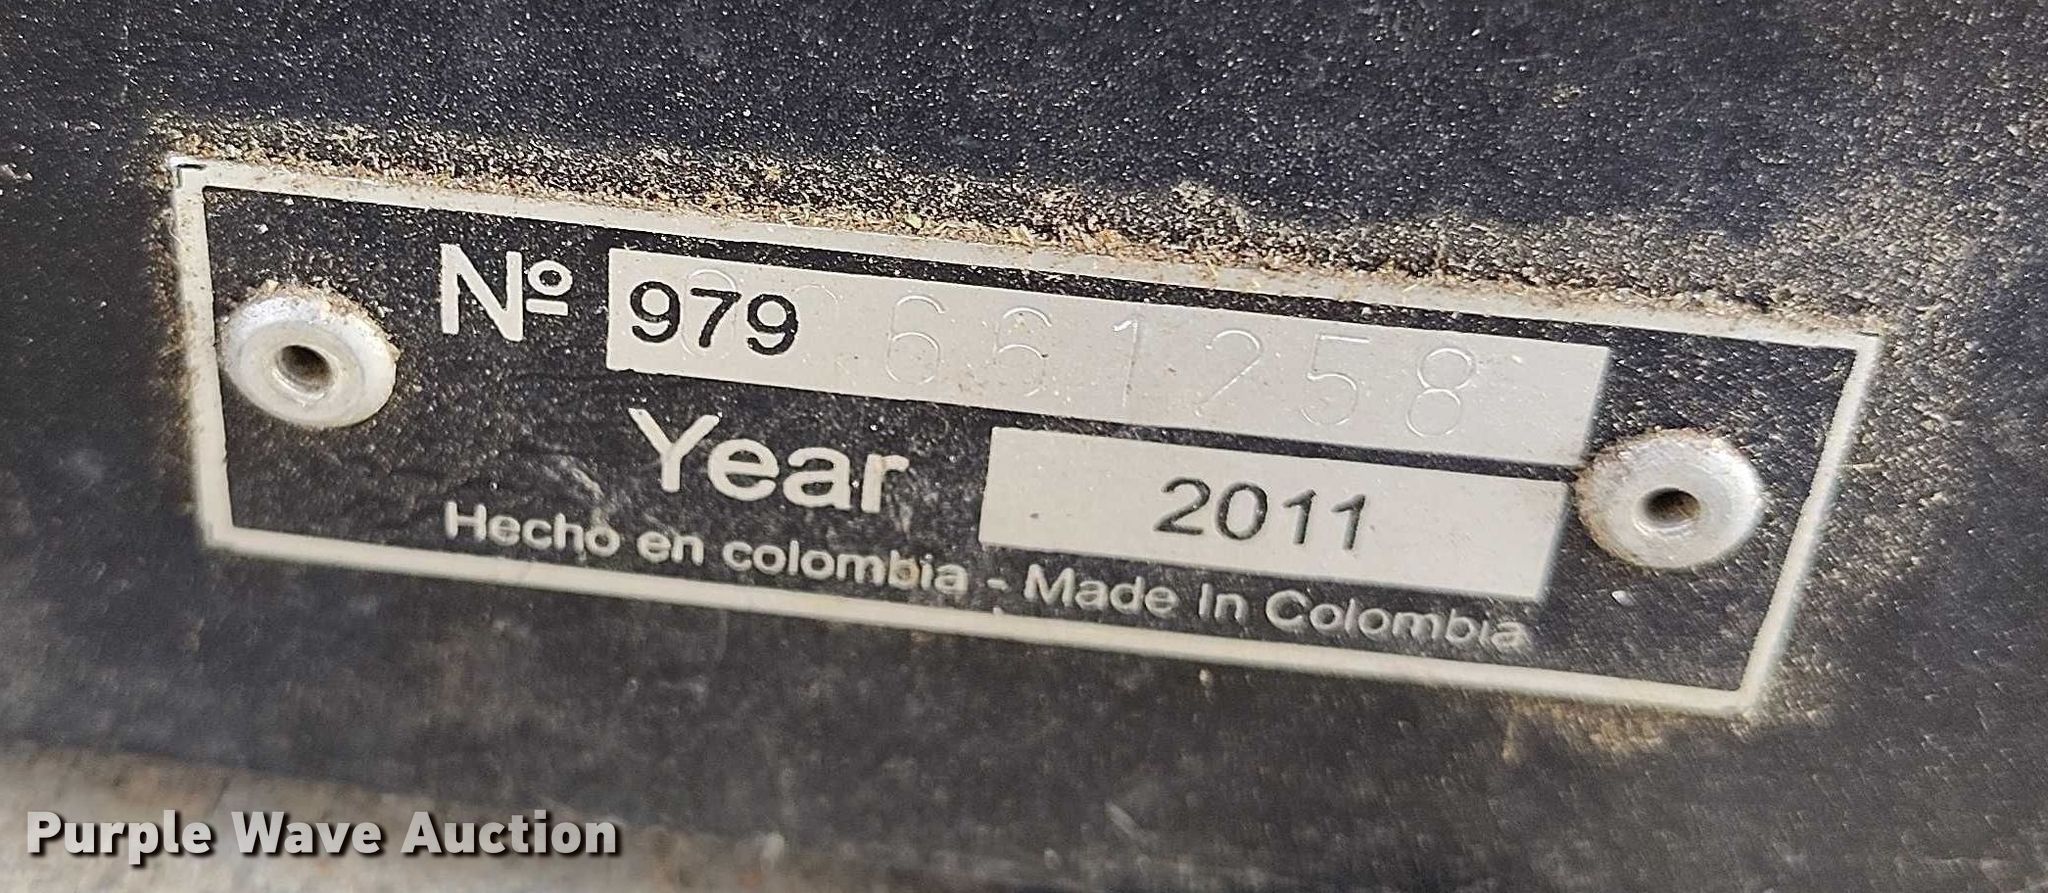 Nº 979 661258
Year 2011
Hecho en colombia - Made In Colombia
Purple Wave Auction